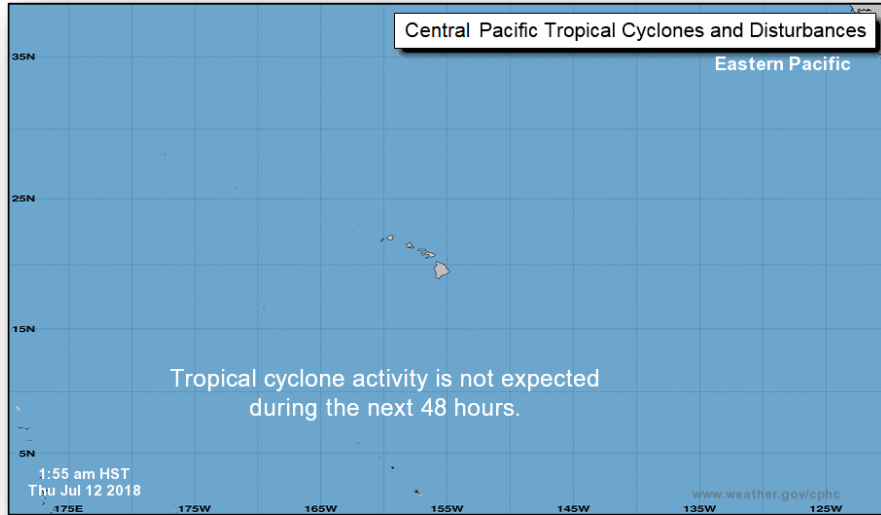 Central Pacific Tropical Cyclones and Disturbances
35N
Eastern Pacific
25N
15N
Tropical cyclone activity is not expected
during the next 48 hours.
5N
1:55 am HST
Thu Jul 12 2018
www.weather.gov/cphc
175E 175W 165W 155W 145W 135W 125W